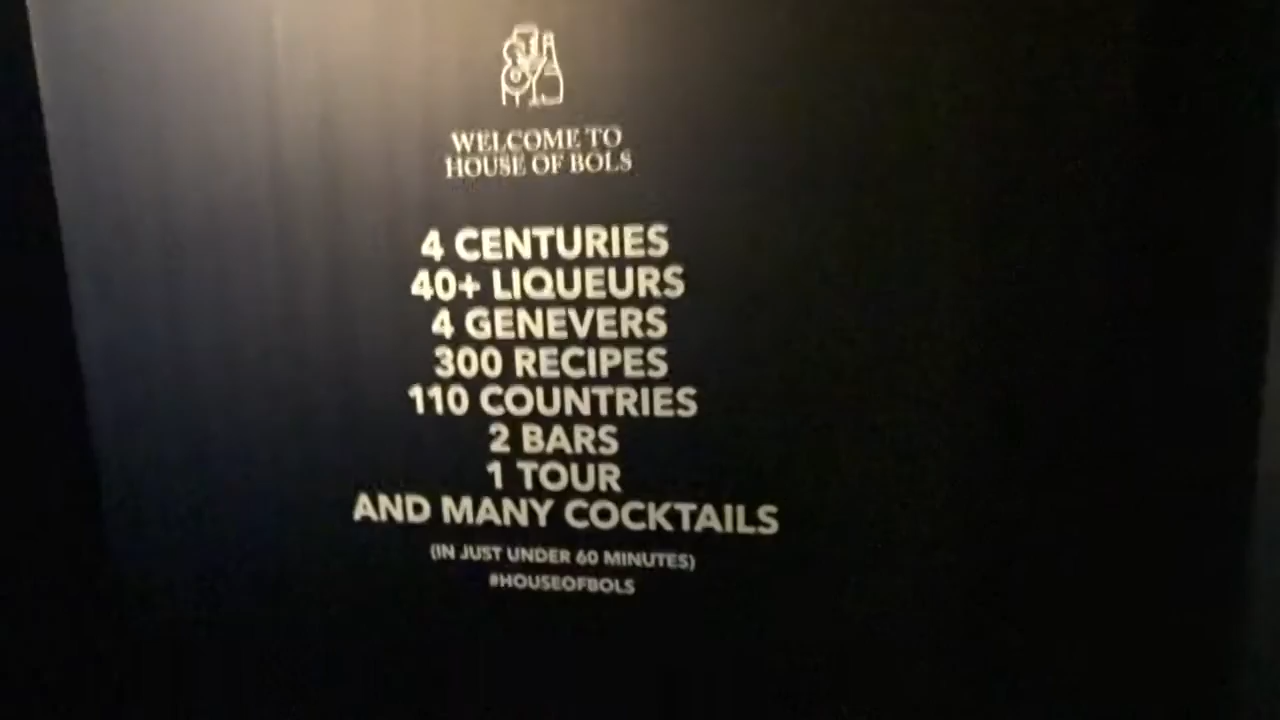 WELCOME TO
HOUSE OF BOLS
4 CENTURIES
40+ LIQUEURS
4 GENEVERS
300 RECIPES
110 COUNTRIES
2 BARS
1 TOUR
AND MANY COCKTAILS
(IN JUST UNDER 60 MINUTES)
#HOUSEOFBOLS